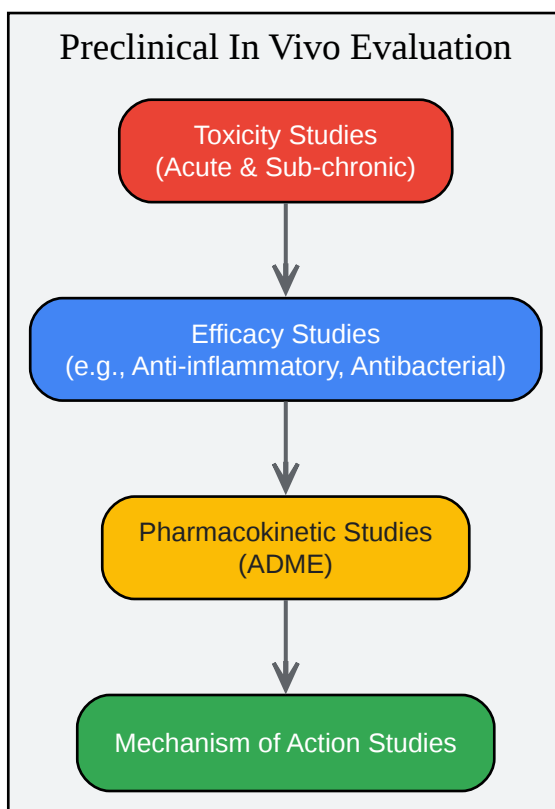 Preclinical In Vivo Evaluation
Toxicity Studies
(Acute & Sub-chronic)
Efficacy Studies
(e.g., Anti-inflammatory, Antibacterial)
Pharmacokinetic Studies
(ADME)
Mechanism of Action Studies